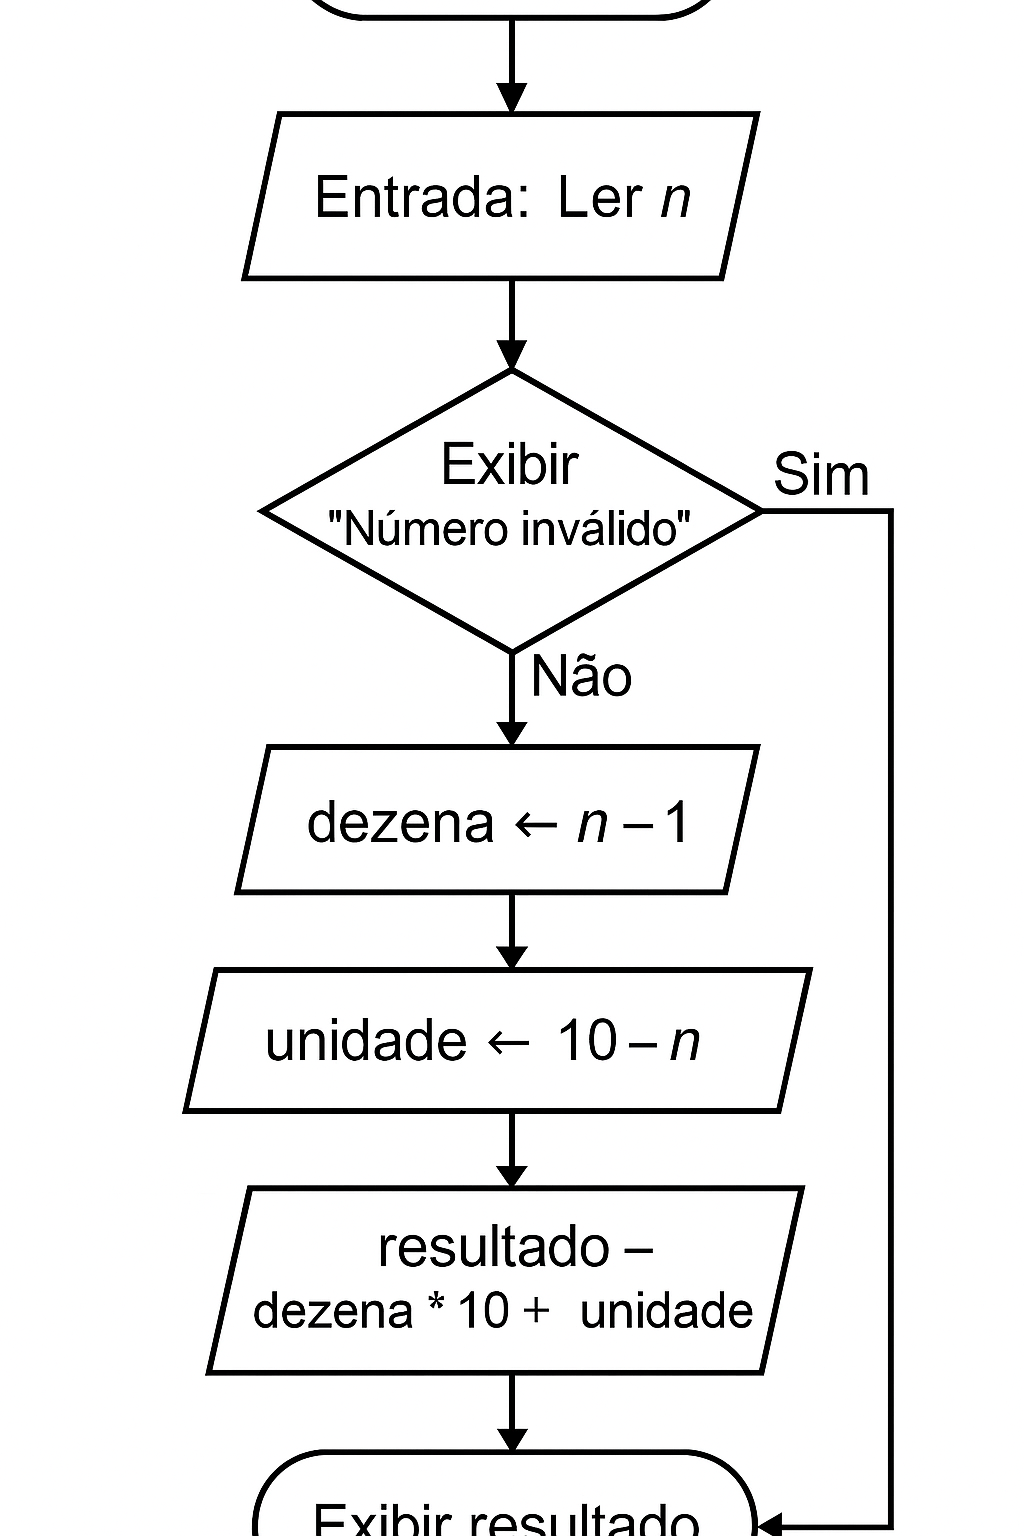 Entrada: Ler n
Exibir
"Número inválido"
Sim
Não
dezena ← n – 1
unidade ← 10 – n
resultado –
dezena * 10 + unidade
Exibir resultado